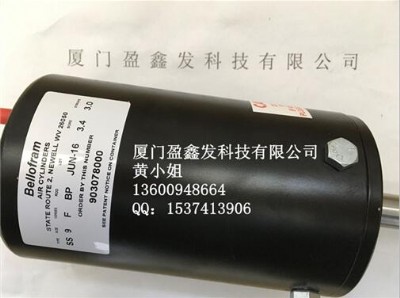 厦门盈鑫发科技有限公司
厦门盈鑫发科技有限公司
黄小姐
13600948664
QQ: 1537413906
Bellofram
AIR CYLINDERS
STATE ROUTE 2, NEWELL WV 26050
SS 9 F BP JUN-16 3.4 3.0
ORDER BY THIS NUMBER
903078000
SEE PATENT NOTICE ON CONTAINER